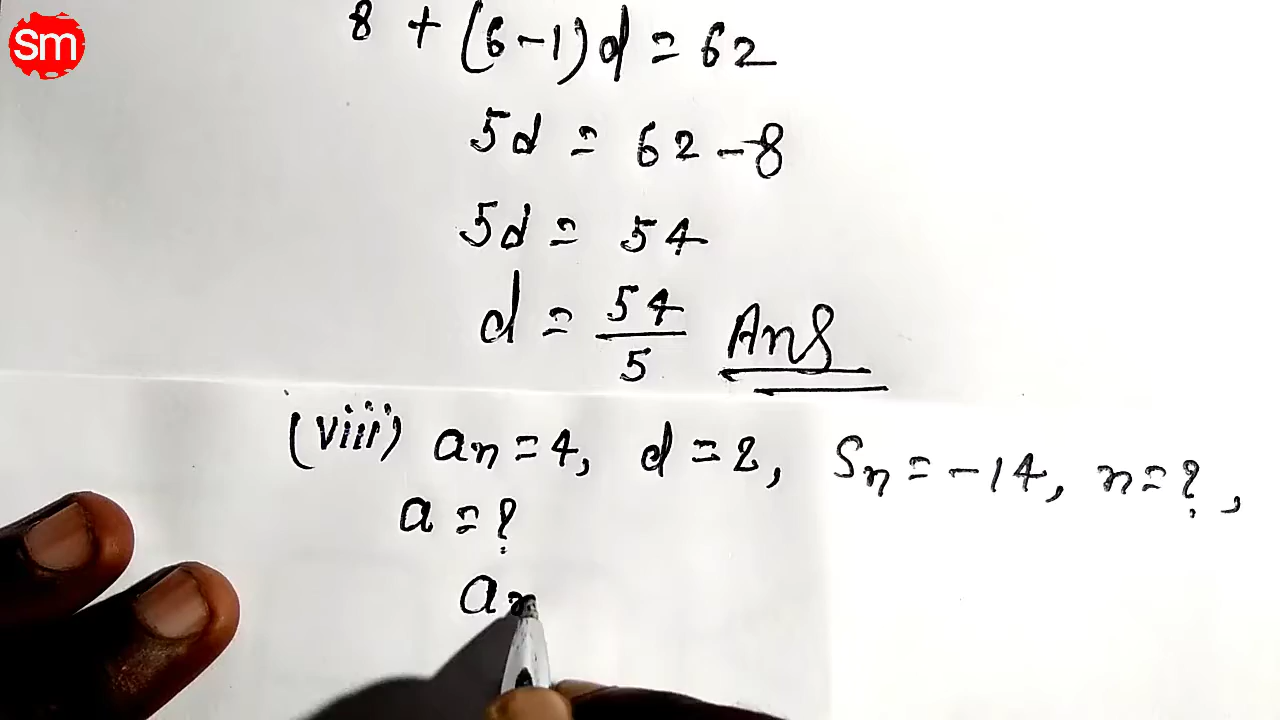 Sm
8 + (6-1)d = 62
5d = 62-8
5d = 54
d = 54/5 Ans
(viii) an = 4, d = 2, Sn = -14, n = ?,
a = ?
an